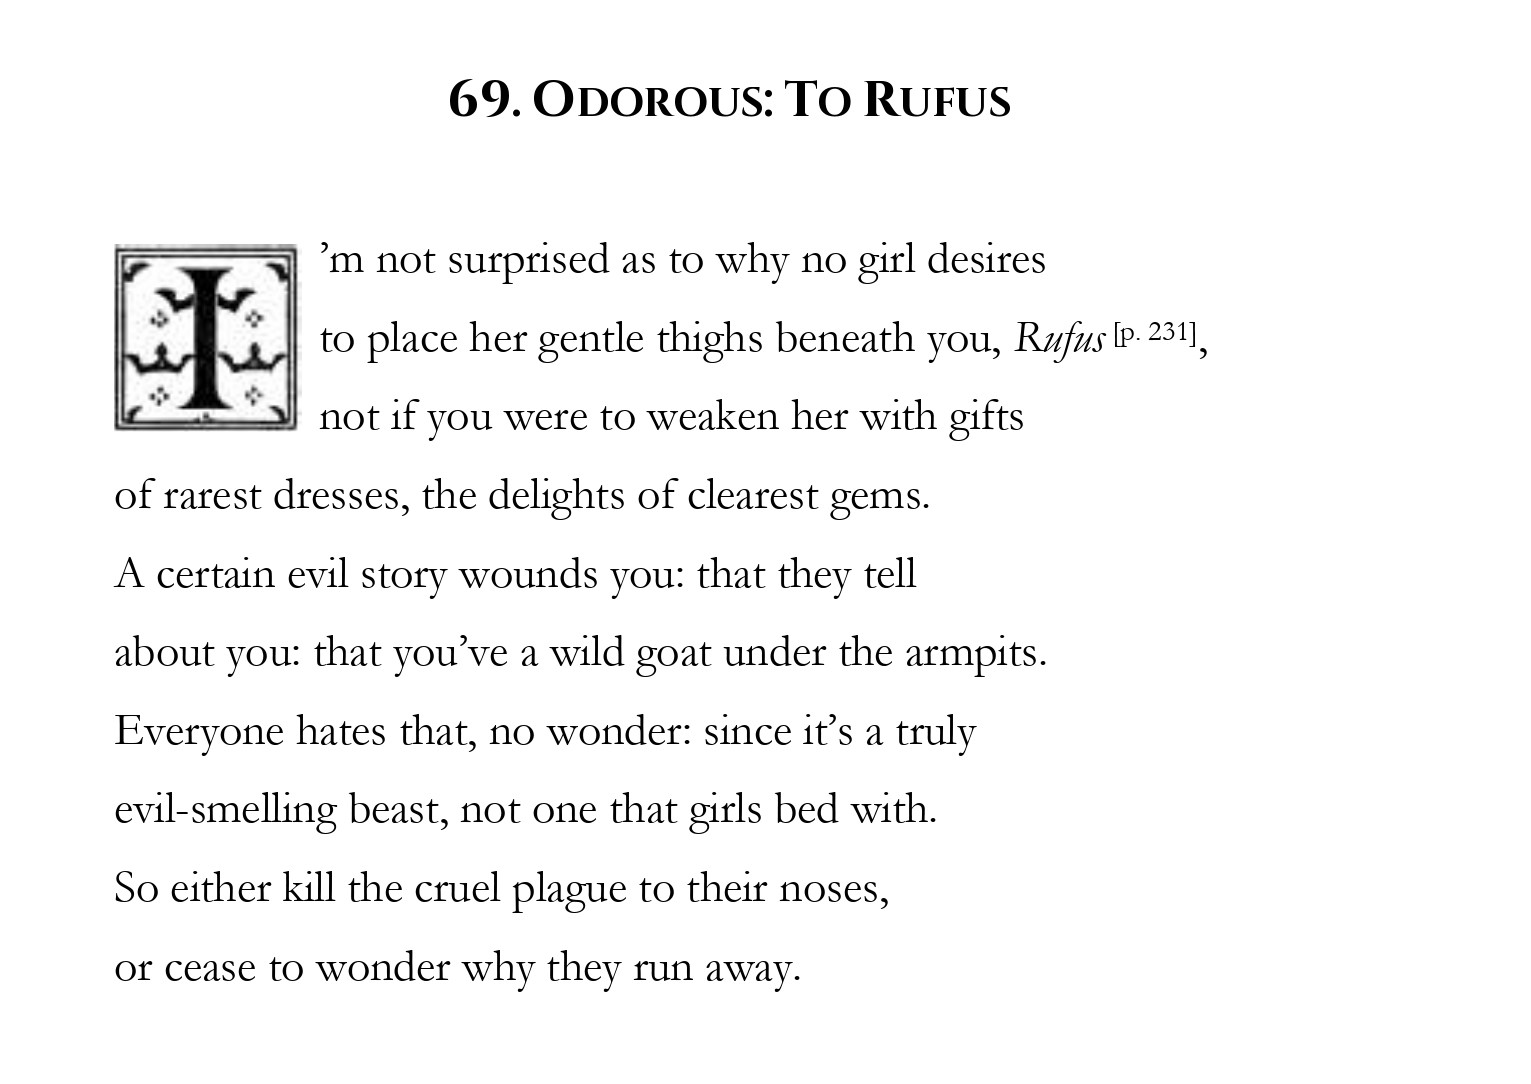 69. Odorous: To Rufus
I’m not surprised as to why no girl desires
to place her gentle thighs beneath you, Rufus [p. 231],
not if you were to weaken her with gifts
of rarest dresses, the delights of clearest gems.
A certain evil story wounds you: that they tell
about you: that you’ve a wild goat under the armpits.
Everyone hates that, no wonder: since it’s a truly
evil-smelling beast, not one that girls bed with.
So either kill the cruel plague to their noses,
or cease to wonder why they run away.